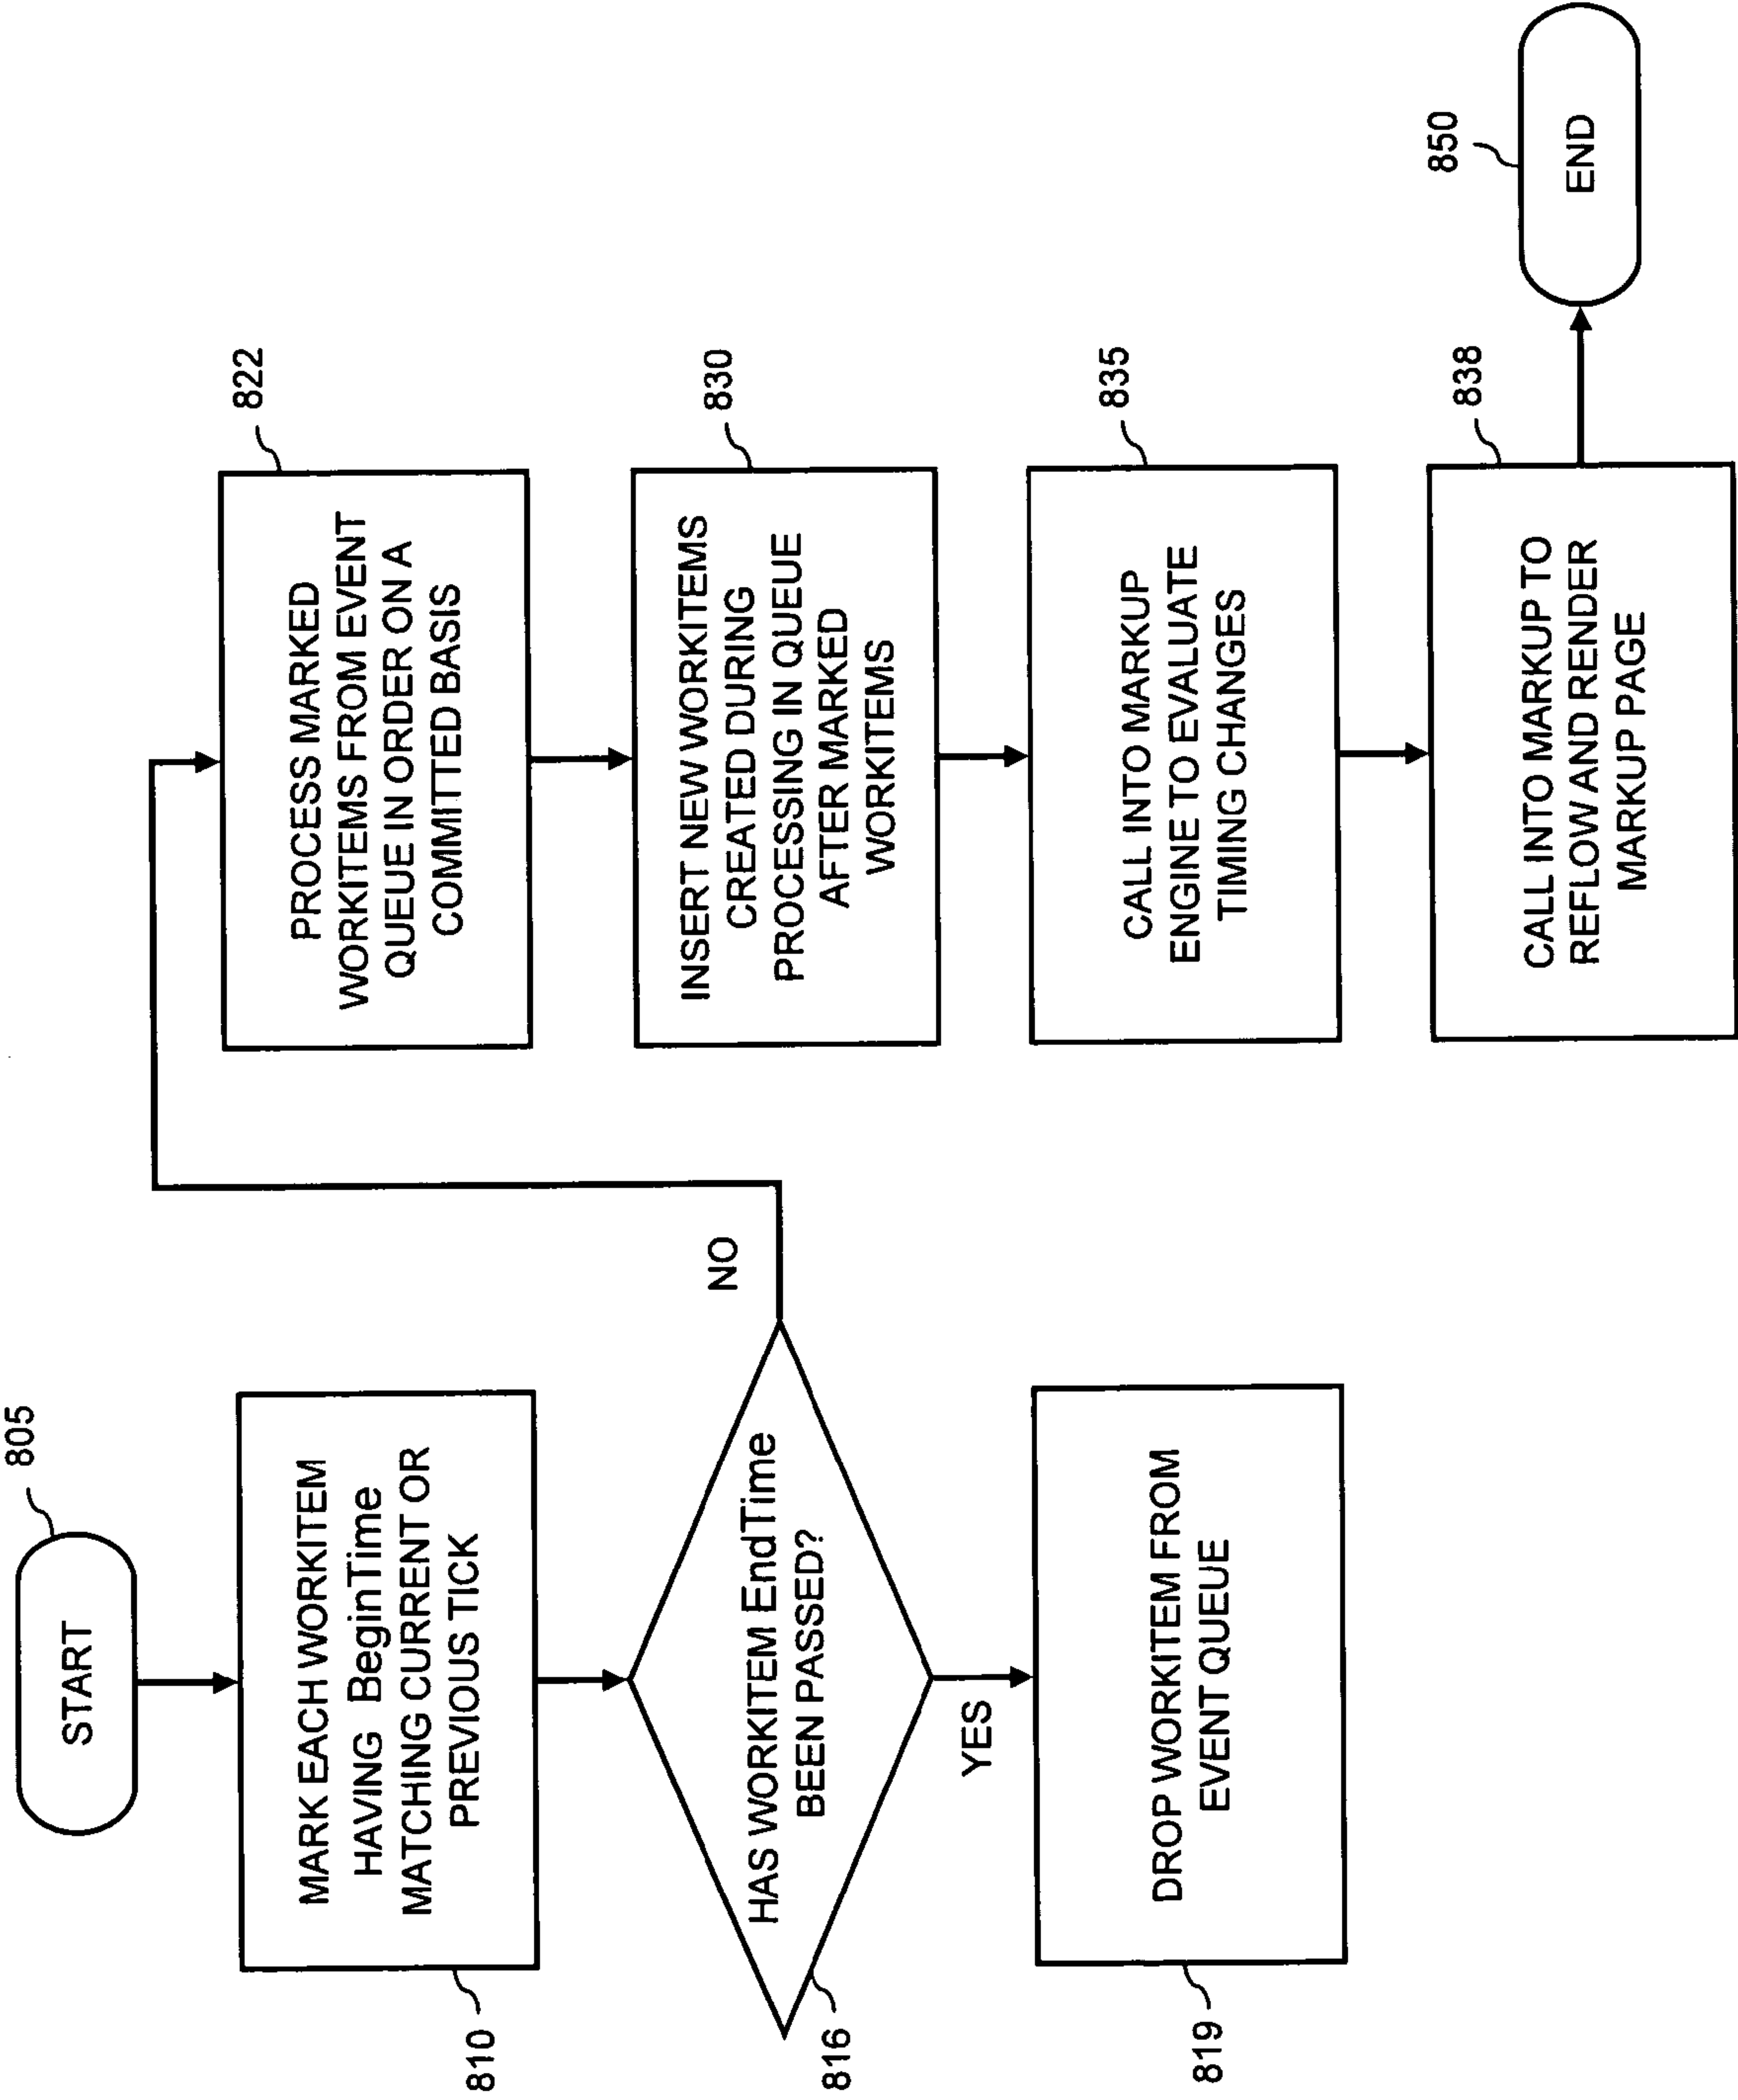 805
START
810
MARK EACH WORKITEM
HAVING BeginTime
MATCHING CURRENT OR
PREVIOUS TICK
816
HAS WORKITEM EndTime
BEEN PASSED?
NO
YES
819
DROP WORKITEM FROM
EVENT QUEUE
822
PROCESS MARKED
WORKITEMS FROM EVENT
QUEUE IN ORDER ON A
COMMITTED BASIS
830
INSERT NEW WORKITEMS
CREATED DURING
PROCESSING IN QUEUE
AFTER MARKED
WORKITEMS
835
CALL INTO MARKUP
ENGINE TO EVALUATE
TIMING CHANGES
838
CALL INTO MARKUP TO
REFLOW AND RENDER
MARKUP PAGE
850
END